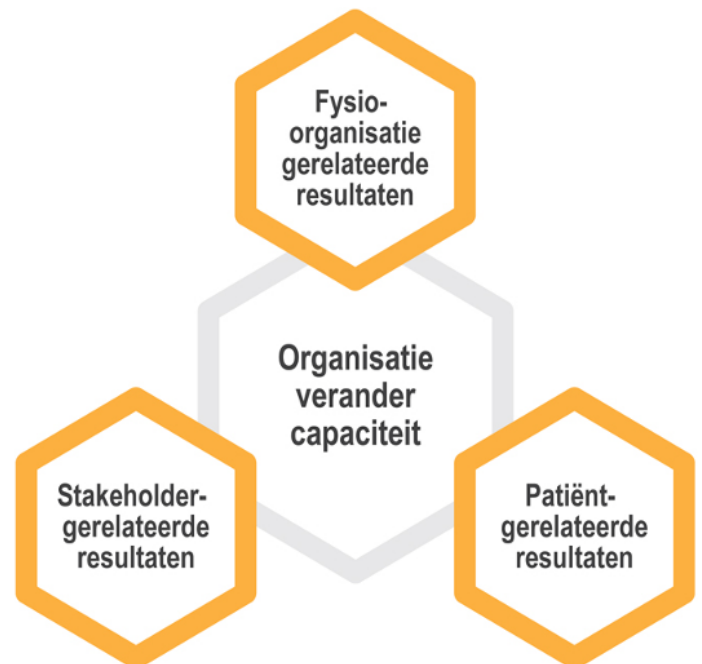 Fysio-
organisatie
gerelateerde
resultaten
Organisatie
verander
capaciteit
Stakeholder-
gerelateerde
resultaten
Patiënt-
gerelateerde
resultaten